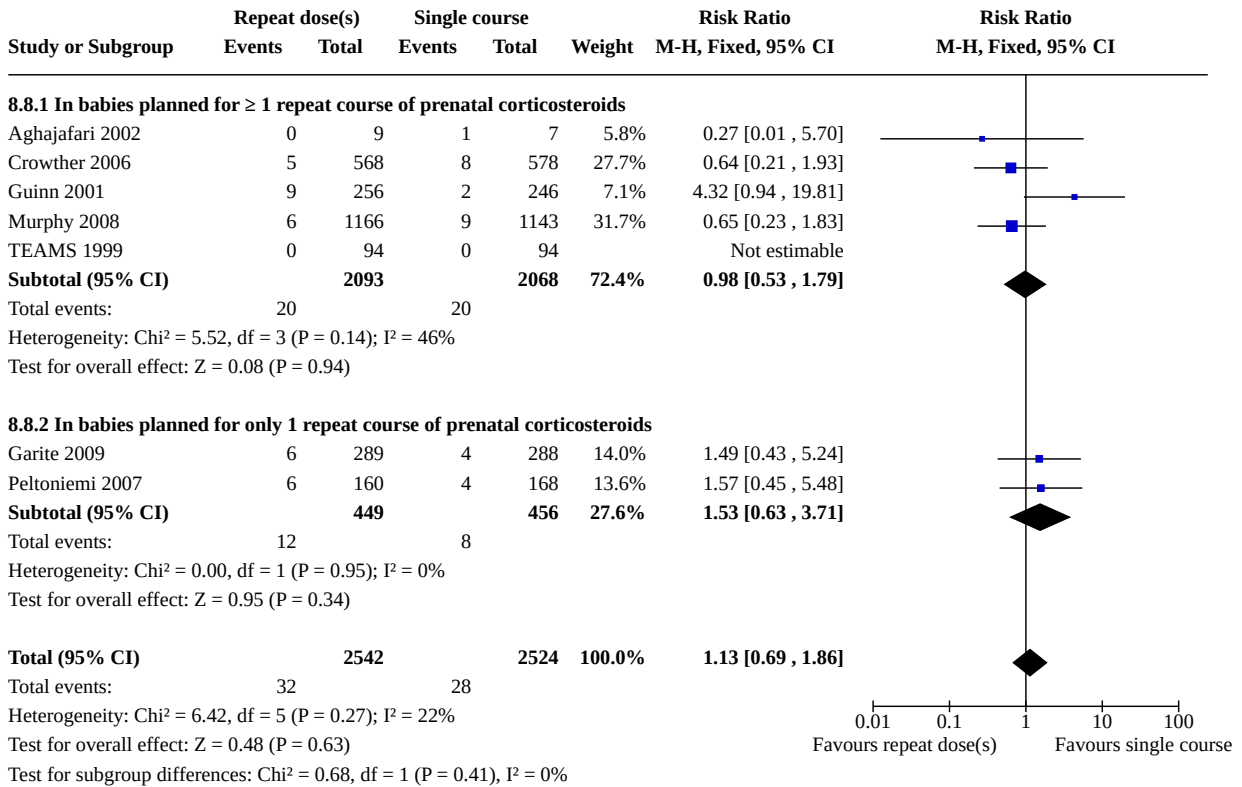 Repeat dose(s) Single course Risk Ratio Risk Ratio
Study or Subgroup Events Total Events Total Weight M-H, Fixed, 95% CI M-H, Fixed, 95% CI
8.8.1 In babies planned for ≥ 1 repeat course of prenatal corticosteroids
Aghajafari 2002 0 9 1 7 5.8% 0.27 [0.01 , 5.70]
Crowther 2006 5 568 8 578 27.7% 0.64 [0.21 , 1.93]
Guinn 2001 9 256 2 246 7.1% 4.32 [0.94 , 19.81]
Murphy 2008 6 1166 9 1143 31.7% 0.65 [0.23 , 1.83]
TEAMS 1999 0 94 0 94 Not estimable
Subtotal (95% CI) 2093 2068 72.4% 0.98 [0.53 , 1.79]
Total events: 20 20
Heterogeneity: Chi² = 5.52, df = 3 (P = 0.14); I² = 46%
Test for overall effect: Z = 0.08 (P = 0.94)
8.8.2 In babies planned for only 1 repeat course of prenatal corticosteroids
Garite 2009 6 289 4 288 14.0% 1.49 [0.43 , 5.24]
Peltoniemi 2007 6 160 4 168 13.6% 1.57 [0.45 , 5.48]
Subtotal (95% CI) 449 456 27.6% 1.53 [0.63 , 3.71]
Total events: 12 8
Heterogeneity: Chi² = 0.00, df = 1 (P = 0.95); I² = 0%
Test for overall effect: Z = 0.95 (P = 0.34)
Total (95% CI) 2542 2524 100.0% 1.13 [0.69 , 1.86]
Total events: 32 28
Heterogeneity: Chi² = 6.42, df = 5 (P = 0.27); I² = 22%
Test for overall effect: Z = 0.48 (P = 0.63)
Test for subgroup differences: Chi² = 0.68, df = 1 (P = 0.41), I² = 0%
0.01 0.1 1 10 100
Favours repeat dose(s) Favours single course